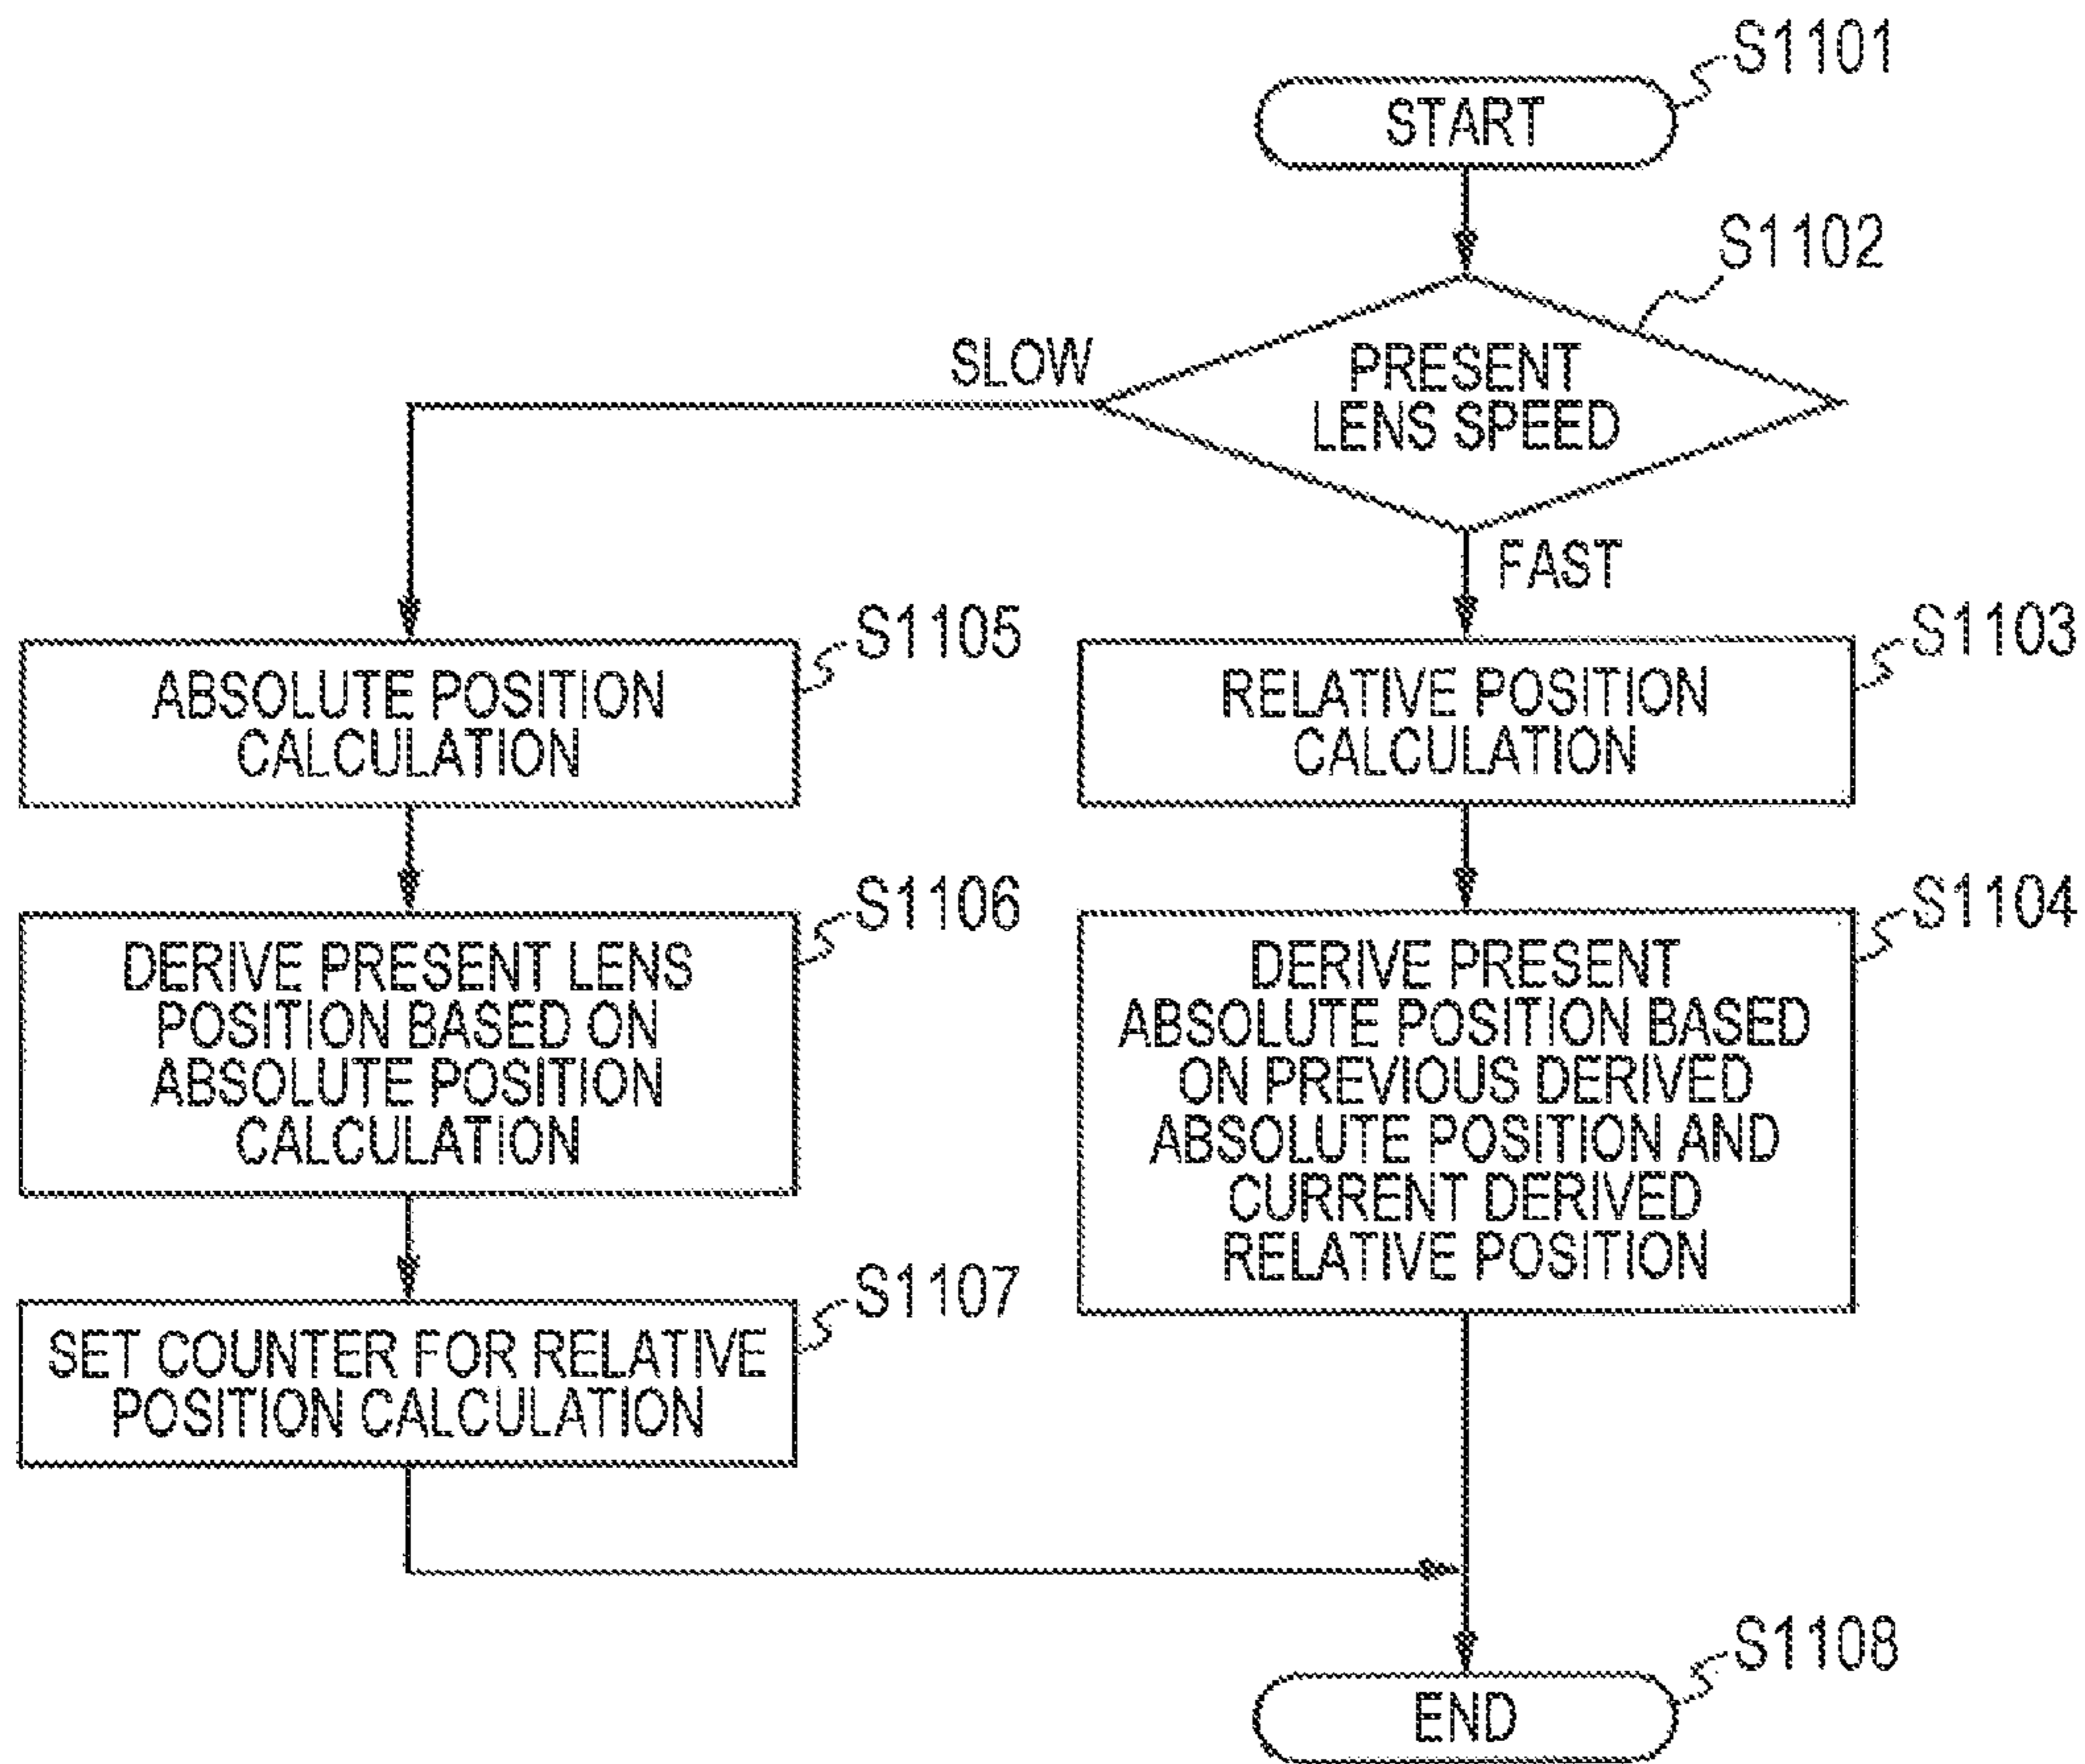 S1101
START
S1102
PRESENT
LENS SPEED
SLOW
FAST
S1105
ABSOLUTE POSITION
CALCULATION
S1103
RELATIVE POSITION
CALCULATION
S1106
DERIVE PRESENT LENS
POSITION BASED ON
ABSOLUTE POSITION
CALCULATION
S1104
DERIVE PRESENT
ABSOLUTE POSITION BASED
ON PREVIOUS DERIVED
ABSOLUTE POSITION AND
CURRENT DERIVED
RELATIVE POSITION
S1107
SET COUNTER FOR RELATIVE
POSITION CALCULATION
S1108
END